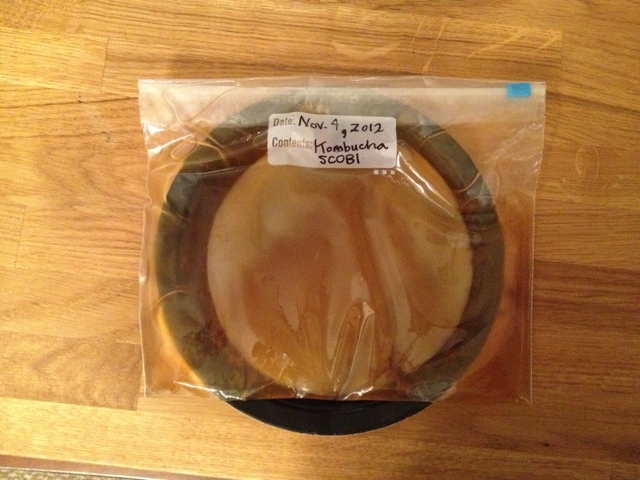 Date: Nov. 4, 2012
Contents: Kombucha
SCOBI